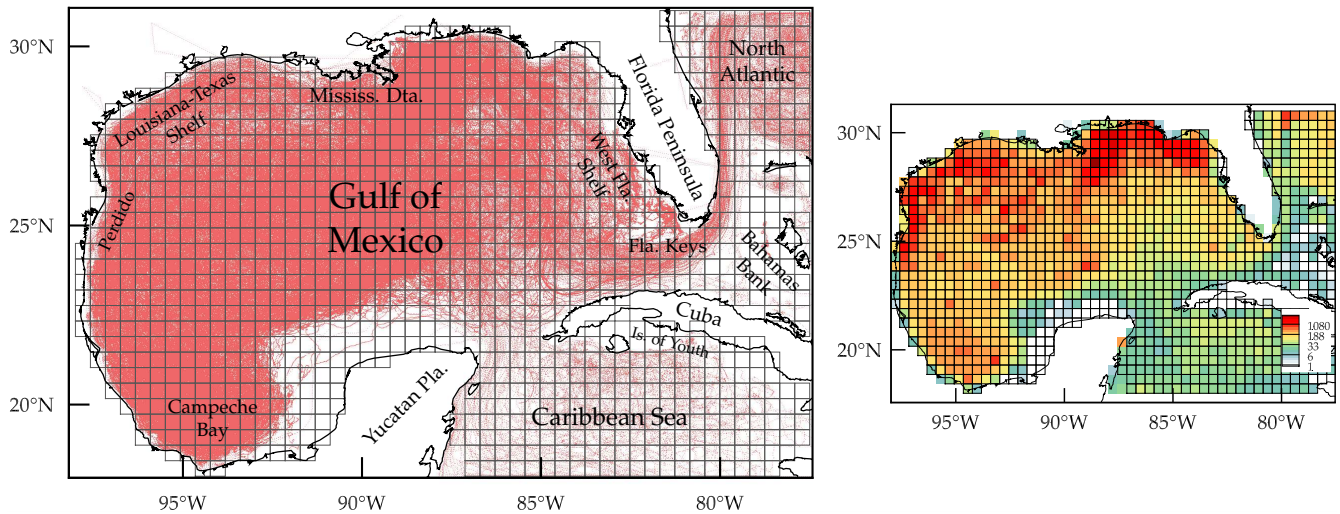 30°N
25°N
20°N
95°W
90°W
85°W
80°W
North
Atlantic
Florida Peninsula
Mississ. Dta.
Louisiana-Texas
Shelf
West Fla.
Shelf
Perdido
Gulf of
Mexico
Fla. Keys
Bahamas
Bank
Cuba
Is. of Youth
Campeche
Bay
Yucatan Pla.
Caribbean Sea
30°N
25°N
20°N
1080
188
33
6
1.
95°W
90°W
85°W
80°W